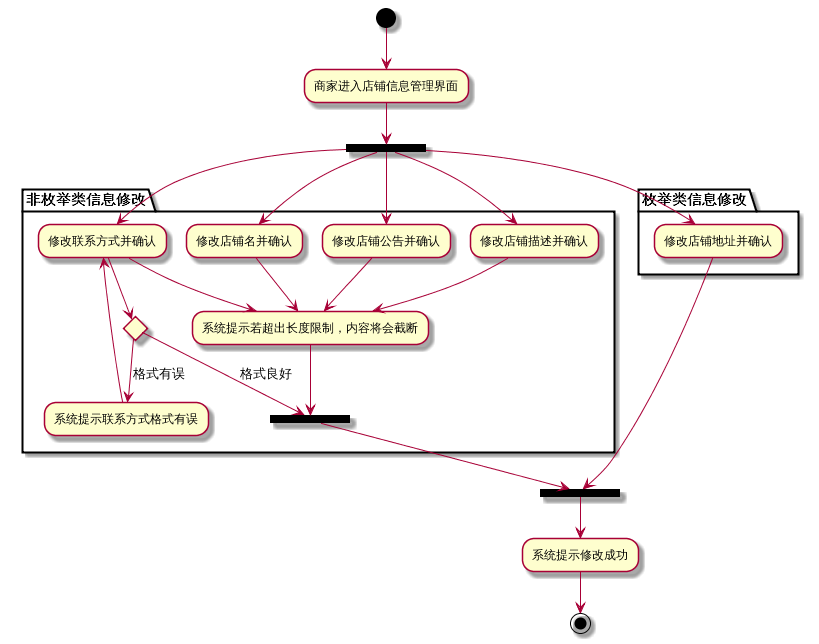 商家进入店铺信息管理界面
非枚举类信息修改
枚举类信息修改
修改联系方式并确认
修改店铺名并确认
修改店铺公告并确认
修改店铺描述并确认
修改店铺地址并确认
系统提示若超出长度限制，内容将会截断
格式有误
格式良好
系统提示联系方式格式有误
系统提示修改成功